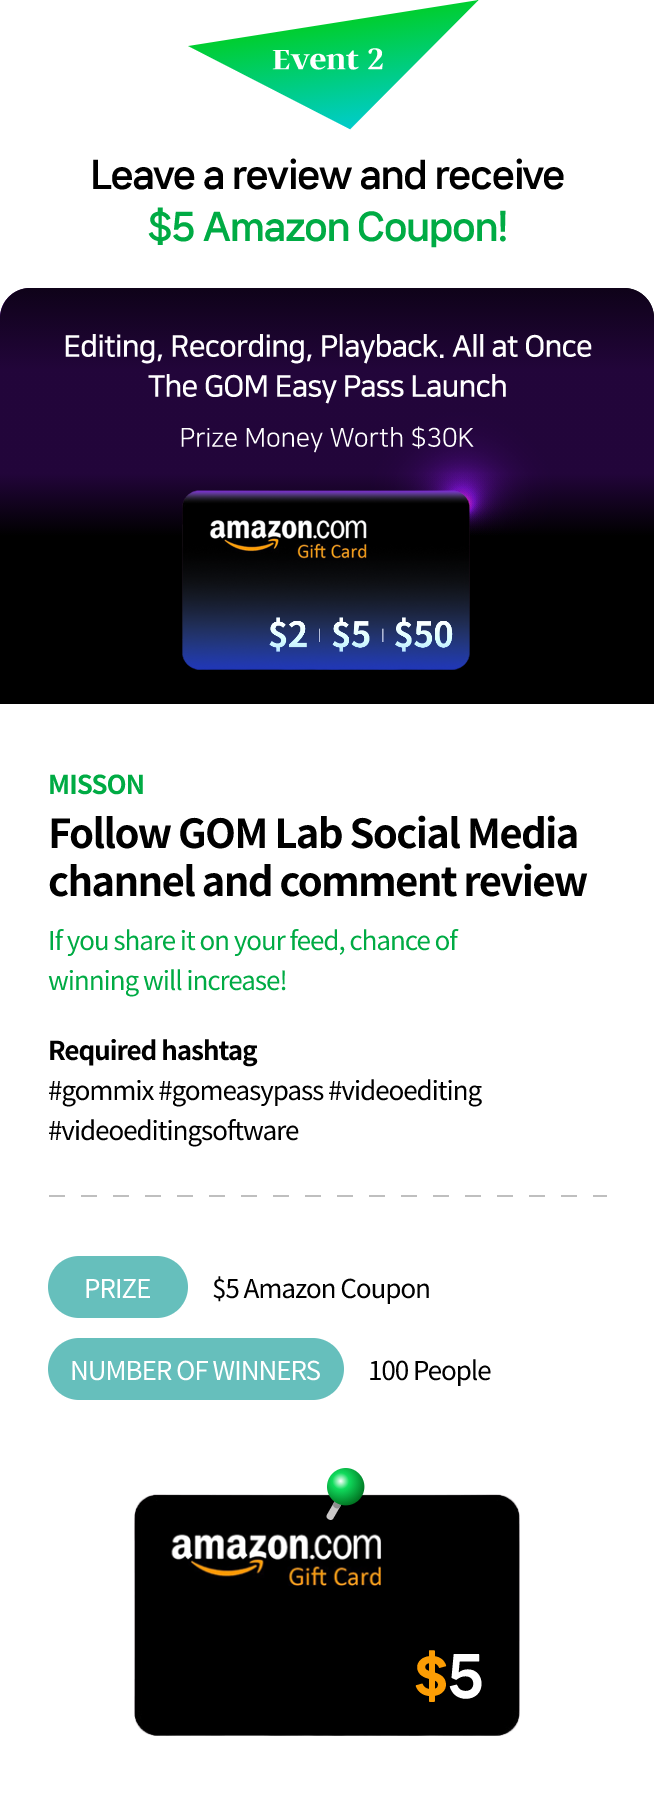 Event 2
Leave a review and receive
$5 Amazon Coupon!
Editing, Recording, Playback. All at Once
The GOM Easy Pass Launch
Prize Money Worth $30K
amazon.com
Gift Card
$2 | $5 | $50
MISSON
Follow GOM Lab Social Media
channel and comment review
If you share it on your feed, chance of
winning will increase!
Required hashtag
#gommix #gomeasypass #videoediting
#videoeditingsoftware
PRIZE $5 Amazon Coupon
NUMBER OF WINNERS 100 People
amazon.com
Gift Card
$5